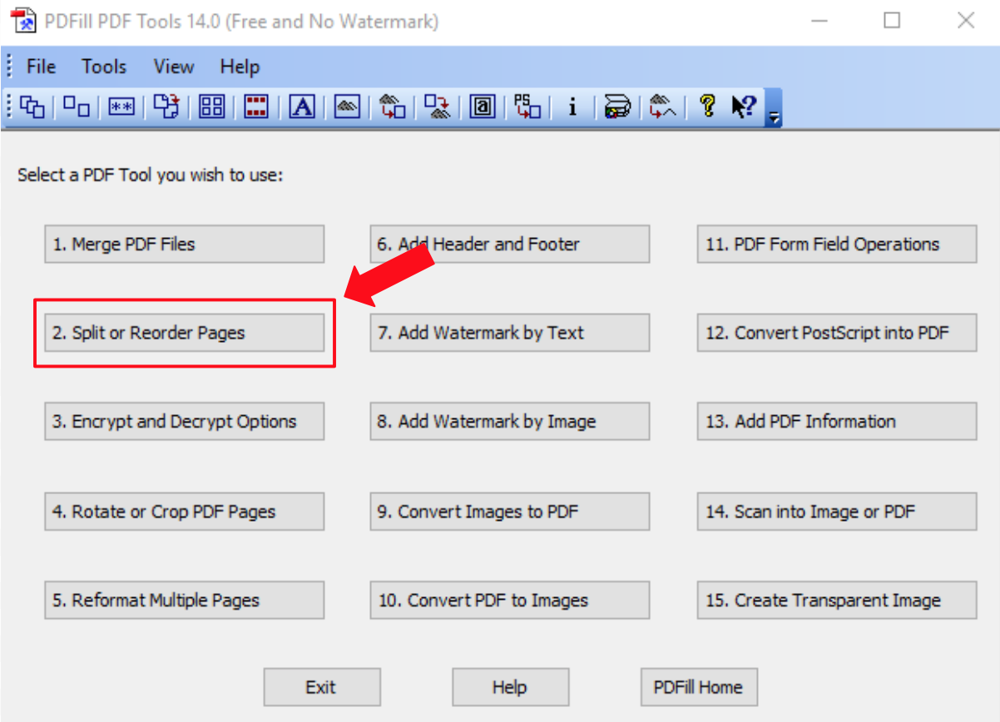 PDFill PDF Tools 14.0 (Free and No Watermark)
File Tools View Help
** A a PS i ? ?
Select a PDF Tool you wish to use:
1. Merge PDF Files
6. Add Header and Footer
11. PDF Form Field Operations
2. Split or Reorder Pages
7. Add Watermark by Text
12. Convert PostScript into PDF
3. Encrypt and Decrypt Options
8. Add Watermark by Image
13. Add PDF Information
4. Rotate or Crop PDF Pages
9. Convert Images to PDF
14. Scan into Image or PDF
5. Reformat Multiple Pages
10. Convert PDF to Images
15. Create Transparent Image
Exit
Help
PDFill Home